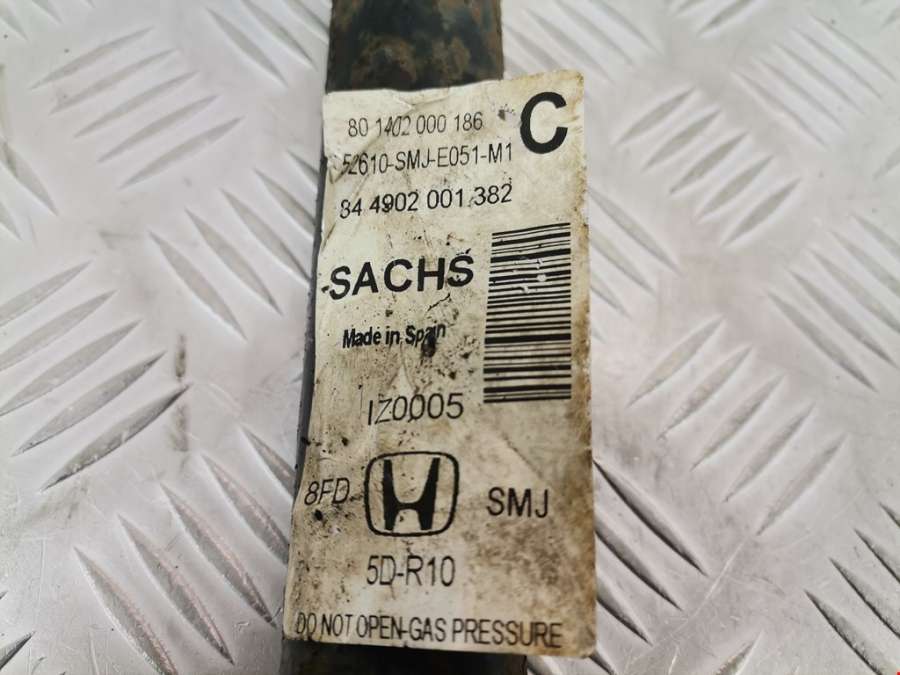 80 1402 000 186
C
52610-SMJ-E051-M1
84 4902 001 382
SACHS
Made in Spain
IZ0005
8FD
SMJ
5D-R10
DO NOT OPEN-GAS PRESSURE